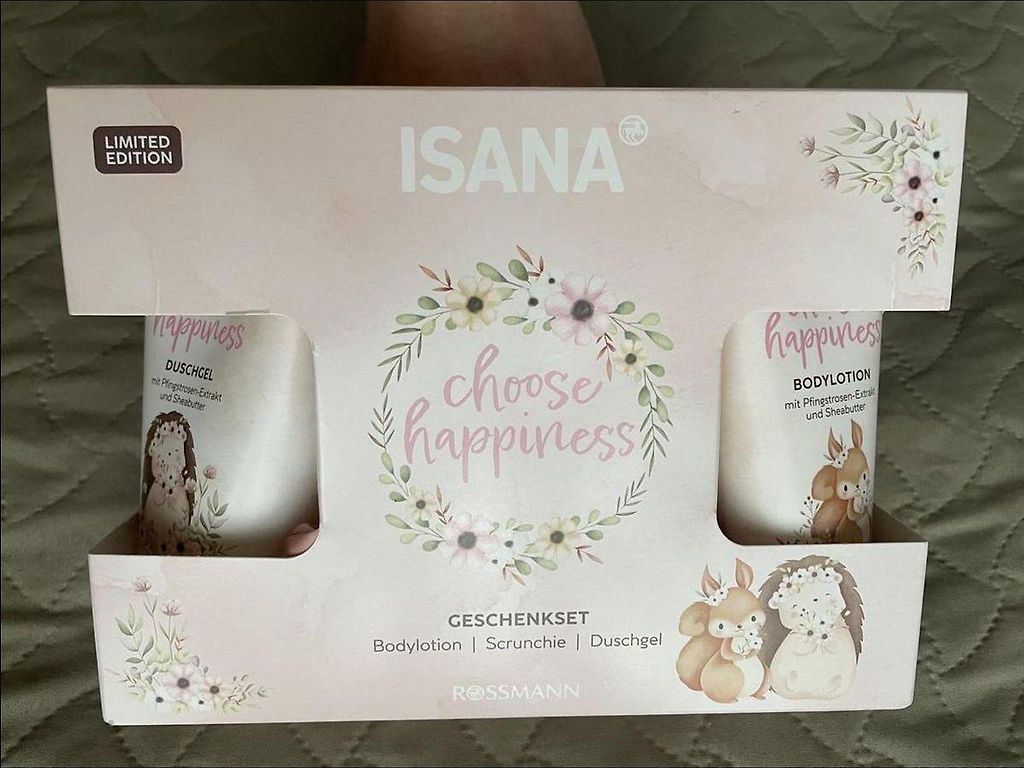 LIMITED
EDITION
ISANA
choose
happiness
happiness
DUSCHGEL
mit Pfingstrosen-Extrakt
und Sheabutter
happiness
BODYLOTION
mit Pfingstrosen-Extrakt
und Sheabutter
GESCHENKSET
Bodylotion | Scrunchie | Duschgel
ROSSMANN